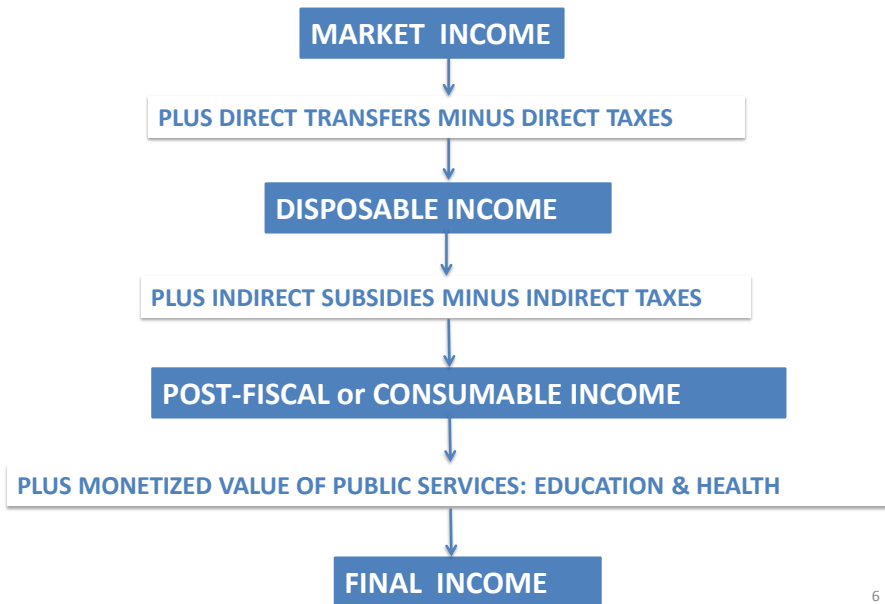 MARKET INCOME
PLUS DIRECT TRANSFERS MINUS DIRECT TAXES
DISPOSABLE INCOME
PLUS INDIRECT SUBSIDIES MINUS INDIRECT TAXES
POST-FISCAL or CONSUMABLE INCOME
PLUS MONETIZED VALUE OF PUBLIC SERVICES: EDUCATION & HEALTH
FINAL INCOME
6